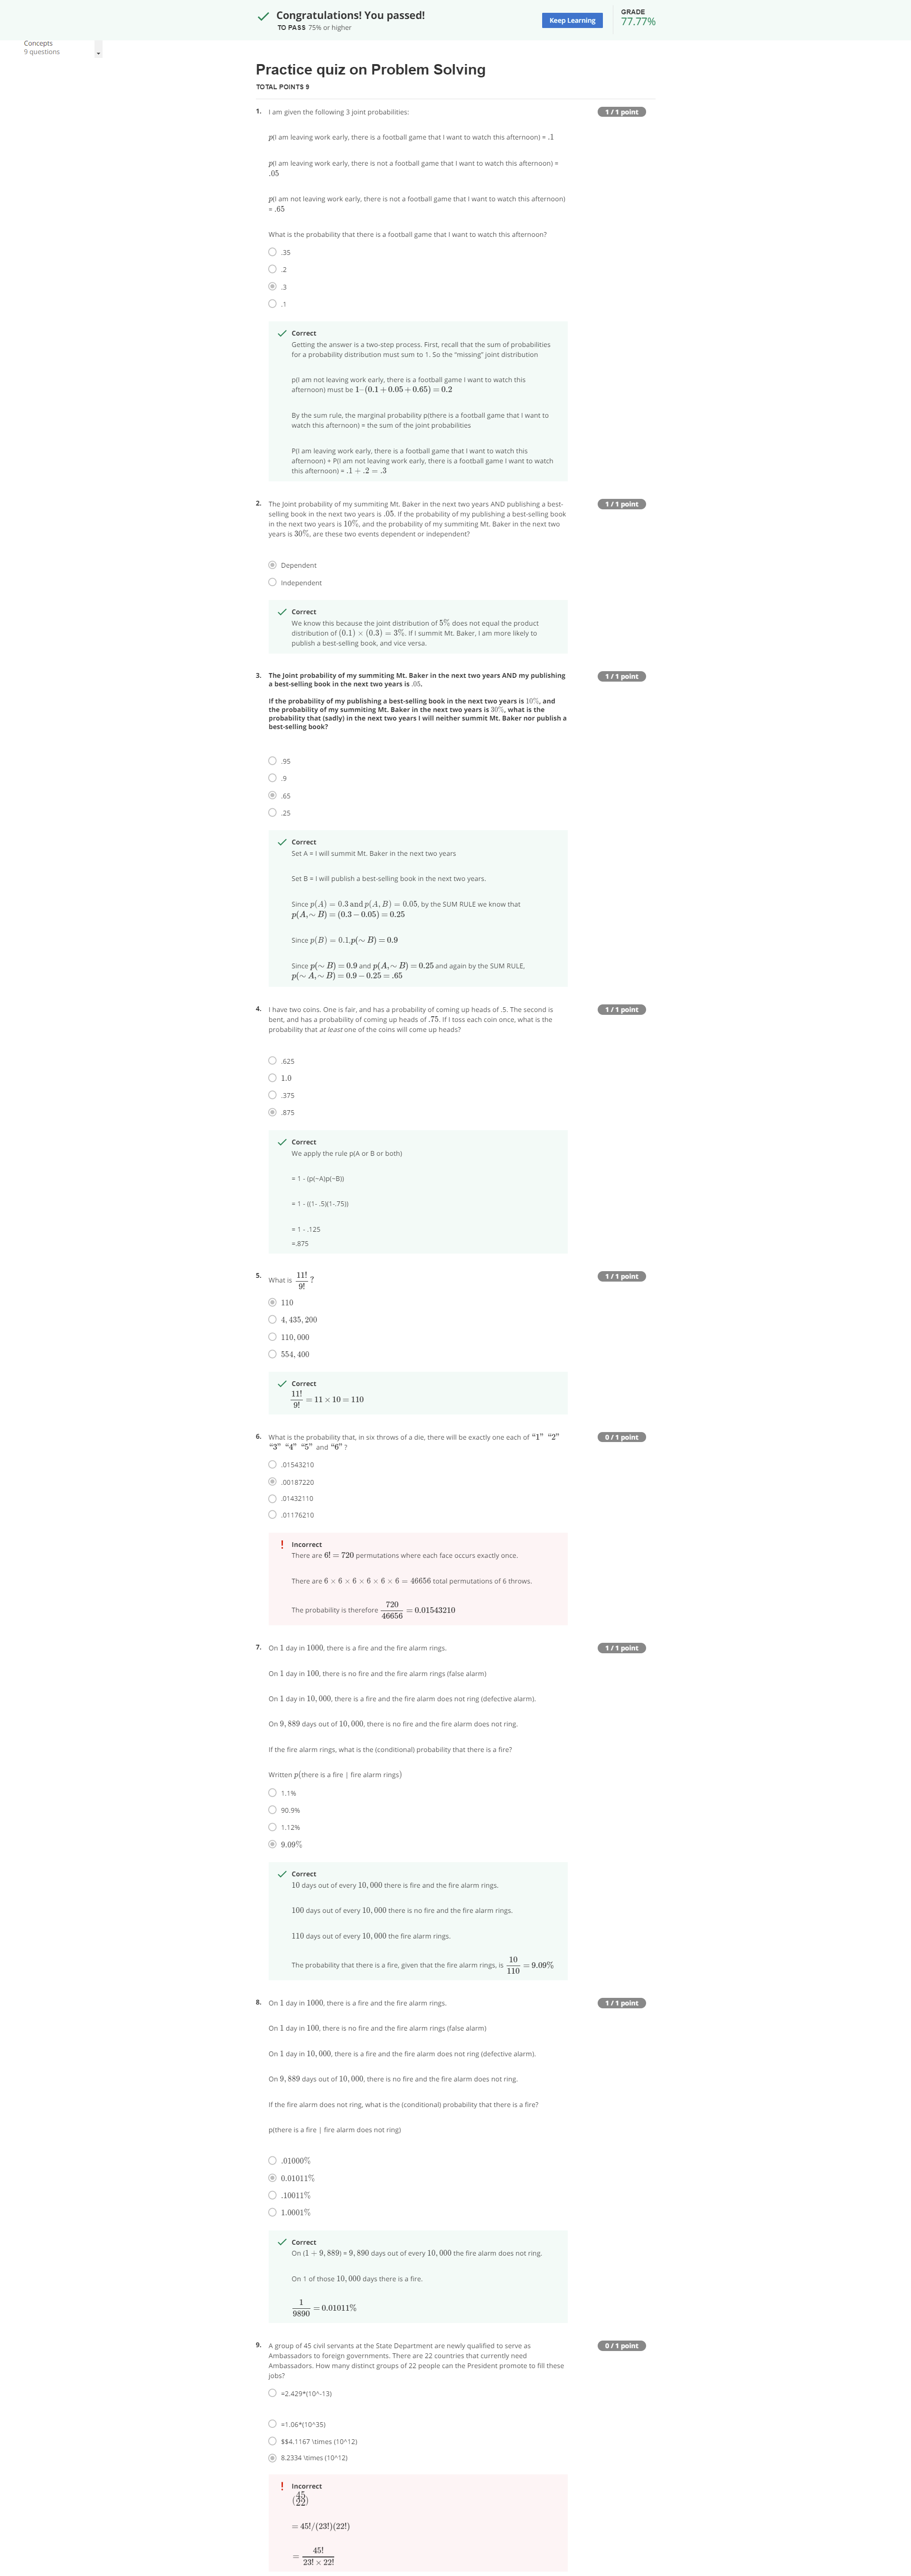 Congratulations! You passed!
TO PASS 75% or higher
Keep Learning
GRADE
77.77%
Concepts
9 questions
Practice quiz on Problem Solving
TOTAL POINTS 9
1. I am given the following 3 joint probabilities:
1 / 1 point
p(I am leaving work early, there is a football game that I want to watch this afternoon) = .1
p(I am leaving work early, there is not a football game that I want to watch this afternoon) =
.05
p(I am not leaving work early, there is not a football game that I want to watch this afternoon)
= .65
What is the probability that there is a football game that I want to watch this afternoon?
.35
.2
.3
.1
Correct
Getting the answer is a two-step process. First, recall that the sum of probabilities
for a probability distribution must sum to 1. So the "missing" joint distribution
p(I am not leaving work early, there is a football game I want to watch this
afternoon) must be 1–(0.1 + 0.05 + 0.65) = 0.2
By the sum rule, the marginal probability p(there is a football game that I want to
watch this afternoon) = the sum of the joint probabilities
P(I am leaving work early, there is a football game that I want to watch this
afternoon) + P(I am not leaving work early, there is a football game I want to watch
this afternoon) = .1 + .2 = .3
2. The Joint probability of my summiting Mt. Baker in the next two years AND publishing a best-
1 / 1 point
selling book in the next two years is .05. If the probability of my publishing a best-selling book
in the next two years is 10%, and the probability of my summiting Mt. Baker in the next two
years is 30%, are these two events dependent or independent?
Dependent
Independent
Correct
We know this because the joint distribution of 5% does not equal the product
distribution of (0.1) × (0.3) = 3%. If I summit Mt. Baker, I am more likely to
publish a best-selling book, and vice versa.
3. The Joint probability of my summiting Mt. Baker in the next two years AND my publishing
1 / 1 point
a best-selling book in the next two years is .05.
If the probability of my publishing a best-selling book in the next two years is 10%, and
the probability of my summiting Mt. Baker in the next two years is 30%, what is the
probability that (sadly) in the next two years I will neither summit Mt. Baker nor publish a
best-selling book?
.95
.9
.65
.25
Correct
Set A = I will summit Mt. Baker in the next two years
Set B = I will publish a best-selling book in the next two years.
Since p(A) = 0.3 and p(A, B) = 0.05, by the SUM RULE we know that
p(A, ∼ B) = (0.3 − 0.05) = 0.25
Since p(B) = 0.1,p(∼ B) = 0.9
Since p(∼ B) = 0.9 and p(A, ∼ B) = 0.25 and again by the SUM RULE,
p(∼ A, ∼ B) = 0.9 − 0.25 = .65
4. I have two coins. One is fair, and has a probability of coming up heads of .5. The second is
1 / 1 point
bent, and has a probability of coming up heads of .75. If I toss each coin once, what is the
probability that at least one of the coins will come up heads?
.625
1.0
.375
.875
Correct
We apply the rule p(A or B or both)
= 1 - (p(~A)p(~B))
= 1 - ((1- .5)(1-.75))
= 1 - .125
=.875
5. What is 11!/9! ?
1 / 1 point
110
4, 435, 200
110, 000
554, 400
Correct
11!/9! = 11 × 10 = 110
6. What is the probability that, in six throws of a die, there will be exactly one each of “1” “2”
0 / 1 point
“3” “4” “5” and “6” ?
.01543210
.00187220
.01432110
.01176210
Incorrect
There are 6! = 720 permutations where each face occurs exactly once.
There are 6 × 6 × 6 × 6 × 6 × 6 = 46656 total permutations of 6 throws.
The probability is therefore 720/46656 = 0.01543210
7. On 1 day in 1000, there is a fire and the fire alarm rings.
1 / 1 point
On 1 day in 100, there is no fire and the fire alarm rings (false alarm)
On 1 day in 10, 000, there is a fire and the fire alarm does not ring (defective alarm).
On 9, 889 days out of 10, 000, there is no fire and the fire alarm does not ring.
If the fire alarm rings, what is the (conditional) probability that there is a fire?
Written p(there is a fire | fire alarm rings)
1.1%
90.9%
1.12%
9.09%
Correct
10 days out of every 10, 000 there is fire and the fire alarm rings.
100 days out of every 10, 000 there is no fire and the fire alarm rings.
110 days out of every 10, 000 the fire alarm rings.
The probability that there is a fire, given that the fire alarm rings, is 10/110 = 9.09%
8. On 1 day in 1000, there is a fire and the fire alarm rings.
1 / 1 point
On 1 day in 100, there is no fire and the fire alarm rings (false alarm)
On 1 day in 10, 000, there is a fire and the fire alarm does not ring (defective alarm).
On 9, 889 days out of 10, 000, there is no fire and the fire alarm does not ring.
If the fire alarm does not ring, what is the (conditional) probability that there is a fire?
p(there is a fire | fire alarm does not ring)
.01000%
0.01011%
.10011%
1.0001%
Correct
On (1 + 9, 889) = 9, 890 days out of every 10, 000 the fire alarm does not ring.
On 1 of those 10, 000 days there is a fire.
1/9890 = 0.01011%
9. A group of 45 civil servants at the State Department are newly qualified to serve as
0 / 1 point
Ambassadors to foreign governments. There are 22 countries that currently need
Ambassadors. How many distinct groups of 22 people can the President promote to fill these
jobs?
=2.429*(10^-13)
=1.06*(10^35)
$$4.1167 \times (10^12)
8.2334 \times (10^12)
Incorrect
= 45!/(23!)(22!)
= 45!/23! × 22!